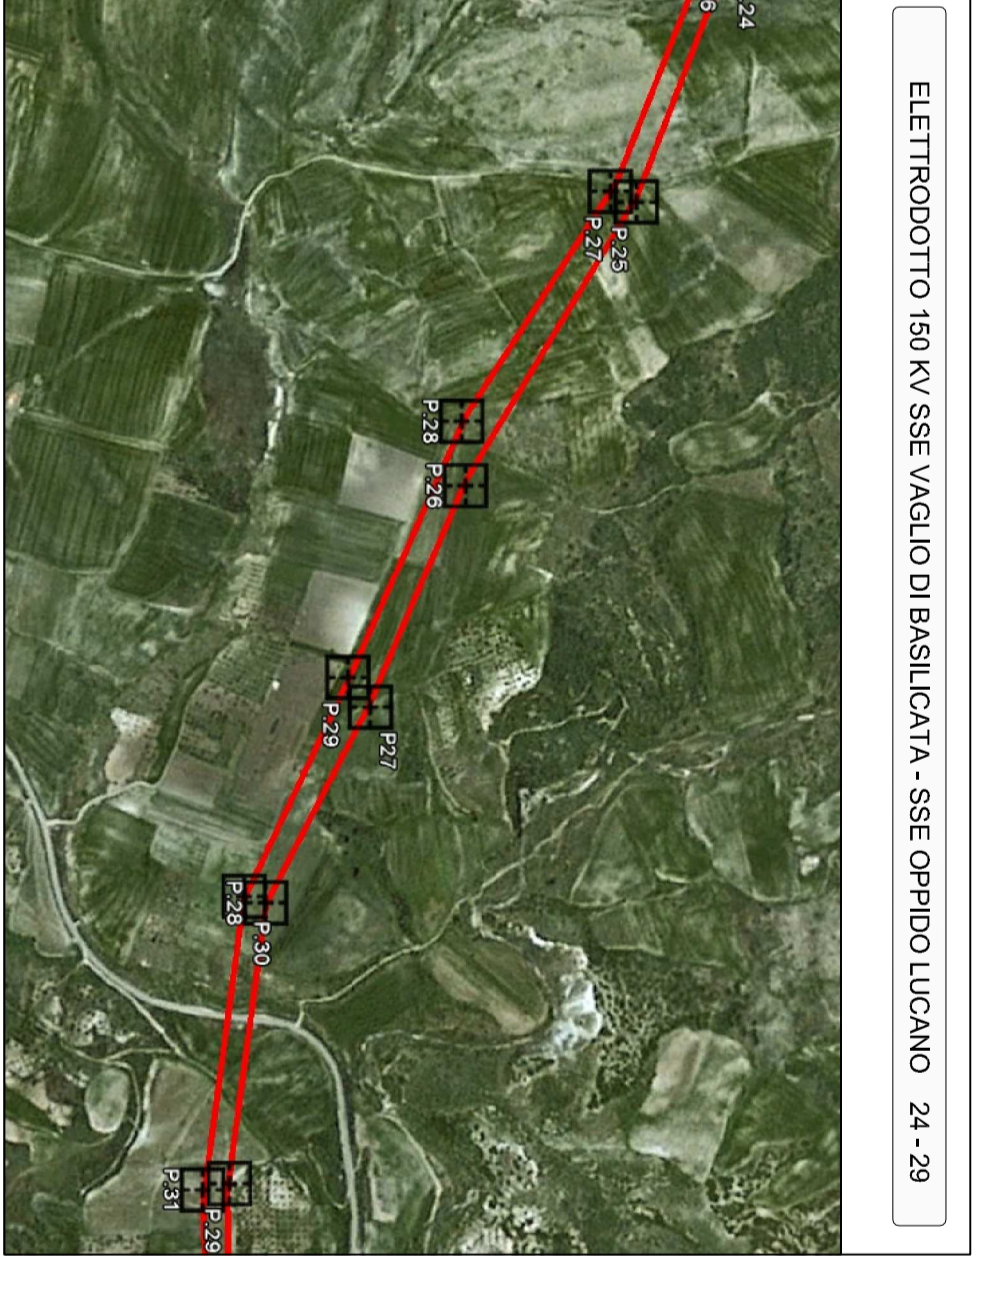 ELETTRODOTTO 150 KV SSE VAGLIO DI BASILICATA - SSE OPPIDO LUCANO 24 - 29
.24
6
P.25
P.27
P.28
P.26
P27
P.29
P.30
P.28
P.31
P.29